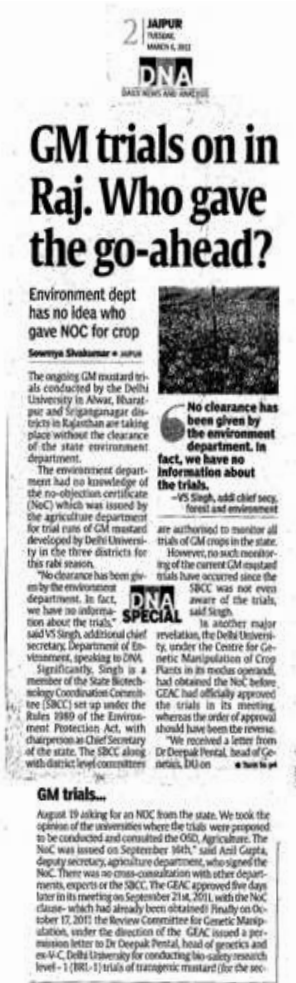 2
JAIPUR
TUESDAY,
MARCH 6, 2012
DNA
DAILY NEWS AND ANALYSIS
GM trials on in
Raj. Who gave
the go-ahead?
Environment dept
has no idea who
gave NOC for crop
Sowmya Sivakumar • JAIPUR
The ongoing GM mustard tri-
als conducted by the Delhi
University in Alwar, Bharat-
pur and Sriganganagar dis-
tricts in Rajasthan are taking
place without the clearance
of the state environment
department.
The environment depart-
ment had no knowledge of
the no-objection certificate
(NoC) which was issued by
the agriculture department
for trial runs of GM mustard
developed by Delhi Universi-
ty in the three districts for
this rabi season.
"No clearance has been giv-
en by the environment
department. In fact,
we have no informa-
tion about the trials,"
said VS Singh, additional chief
secretary, Department of En-
vironment, speaking to DNA.
Significantly, Singh is a
member of the State Biotech-
nology Coordination Commit-
tee (SBCC) set up under the
Rules 1989 of the Environ-
ment Protection Act, with
chairperson as Chief Secretary
of the state. The SBCC along
with district level committees
No clearance has
been given by
the environment
department. In
fact, we have no
information about
the trials.
—VS Singh, addl chief secy,
forest and environment
are authorised to monitor all
trials of GM crops in the state.
However, no such monitor-
ing of the current GM mustard
trials have occurred since the
SBCC was not even
aware of the trials,
said Singh.
DNA
SPECIAL
In another major
revelation, the Delhi Universi-
ty, under the Centre for Ge-
netic Manipulation of Crop
Plants in its modus operandi,
had obtained the NoC before
GEAC had officially approved
the trials in its meeting,
whereas the order of approval
should have been the reverse.
"We received a letter from
Dr Deepak Pental, head of Ge-
netics, DU on
• Turn to p4
GM trials...
August 19 asking for an NOC from the state. We took the
opinion of the universities where the trials were proposed
to be conducted and consulted the OSD, Agriculture. The
NoC was issued on September 16th," said Anil Gupta,
deputy secretary, agriculture department, who signed the
NoC. There was no cross-consultation with other depart-
ments, experts or the SBCC. The GEAC approved five days
later in its meeting on September 21st, 2011, with the NoC
clause- which had already been obtained! Finally on Oc-
tober 17, 2011 the Review Committee for Genetic Manip-
ulation, under the direction of the GEAC issued a per-
mission letter to Dr Deepak Pental, head of genetics and
ex-V-C, Delhi University for conducting bio-safety research
level - 1 (BRL-1) trials of transgenic mustard (for the sec-